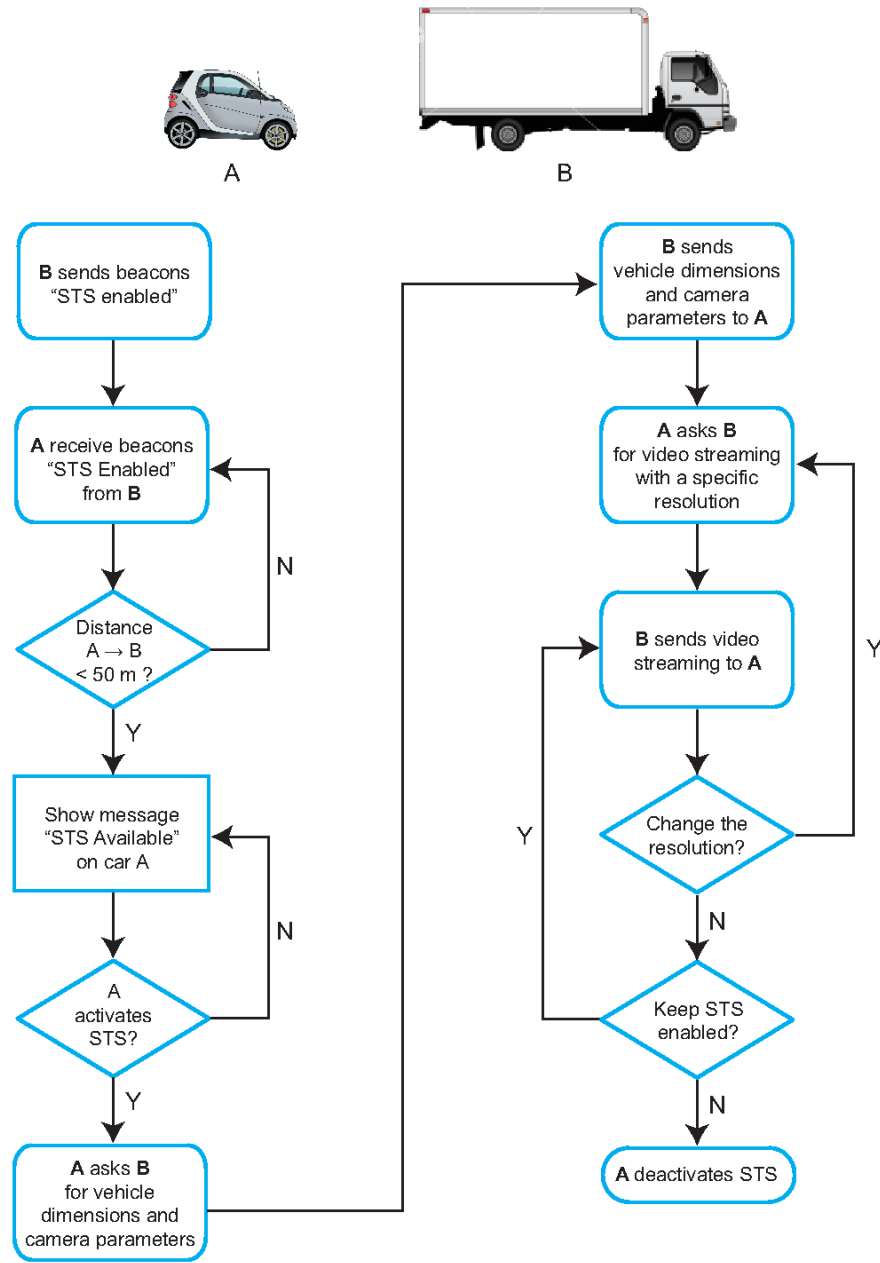 A
B
B sends beacons
“STS enabled”
A receive beacons
“STS Enabled”
from B
N
Distance
A → B
< 50 m ?
Y
Show message
“STS Available”
on car A
N
A
activates
STS?
Y
A asks B
for vehicle
dimensions and
camera parameters
B sends
vehicle dimensions
and camera
parameters to A
A asks B
for video streaming
with a specific
resolution
B sends video
streaming to A
Y
Change the
resolution?
Y
N
Keep STS
enabled?
N
A deactivates STS